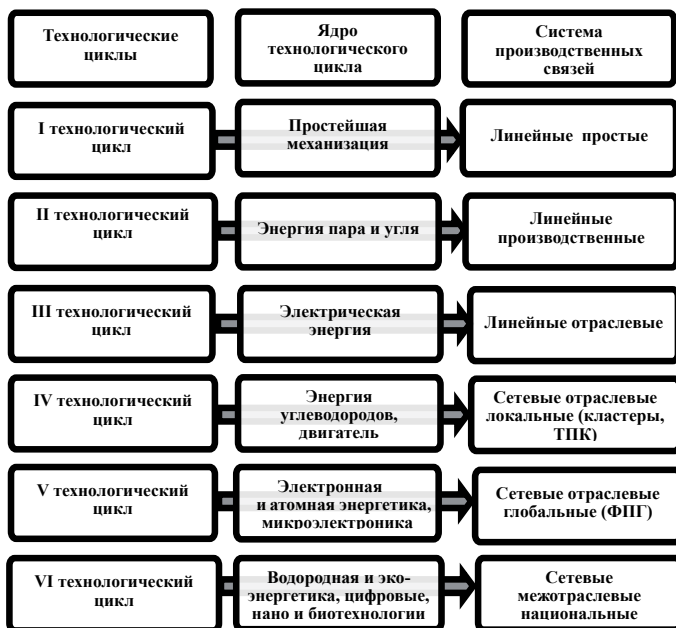 Технологические
циклы
Ядро
технологического
цикла
Система
производственных
связей
I технологический
цикл
Простейшая
механизация
Линейные простые
II технологический
цикл
Энергия пара и угля
Линейные
производственные
III технологический
цикл
Электрическая
энергия
Линейные отраслевые
IV технологический
цикл
Энергия
углеводородов,
двигатель
Сетевые отраслевые
локальные (кластеры,
ТПК)
V технологический
цикл
Электронная
и атомная энергетика,
микроэлектроника
Сетевые отраслевые
глобальные (ФПГ)
VI технологический
цикл
Водородная и эко-
энергетика, цифровые,
нано и биотехнологии
Сетевые
межотраслевые
национальные